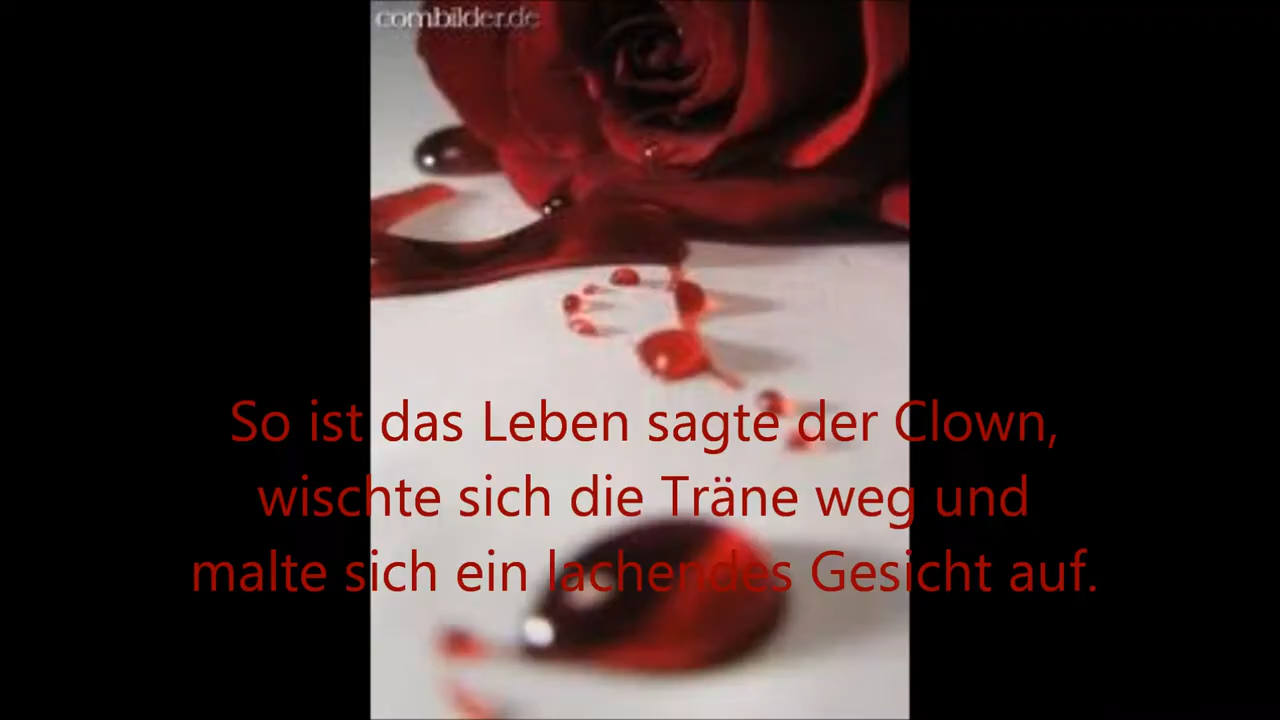 combilder.de
So ist das Leben sagte der Clown,
wischte sich die Träne weg und
malte sich ein lachendes Gesicht auf.